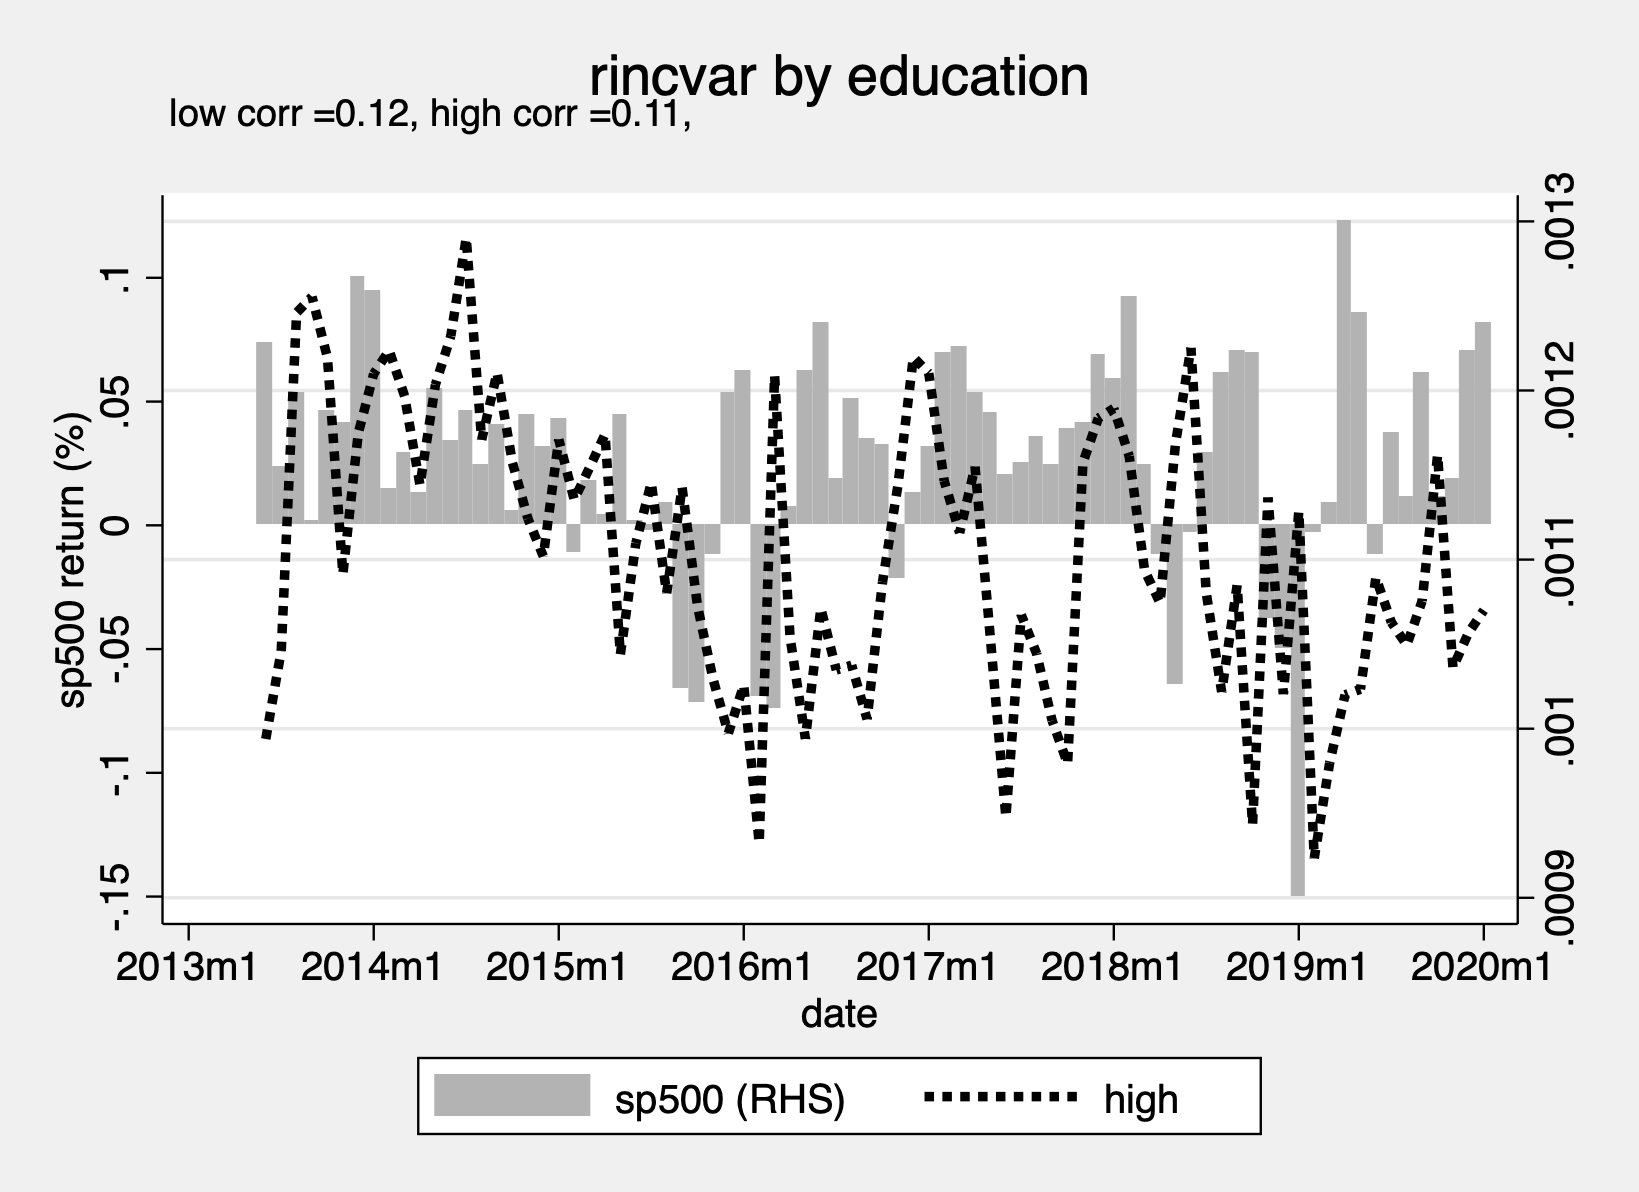 rincvar by education
low corr =0.12, high corr =0.11,
sp500 return (%)
.1
.05
0
-.05
-.1
-.15
.0013
.0012
.0011
.001
.0009
2013m1 2014m1 2015m1 2016m1 2017m1 2018m1 2019m1 2020m1
date
sp500 (RHS) high